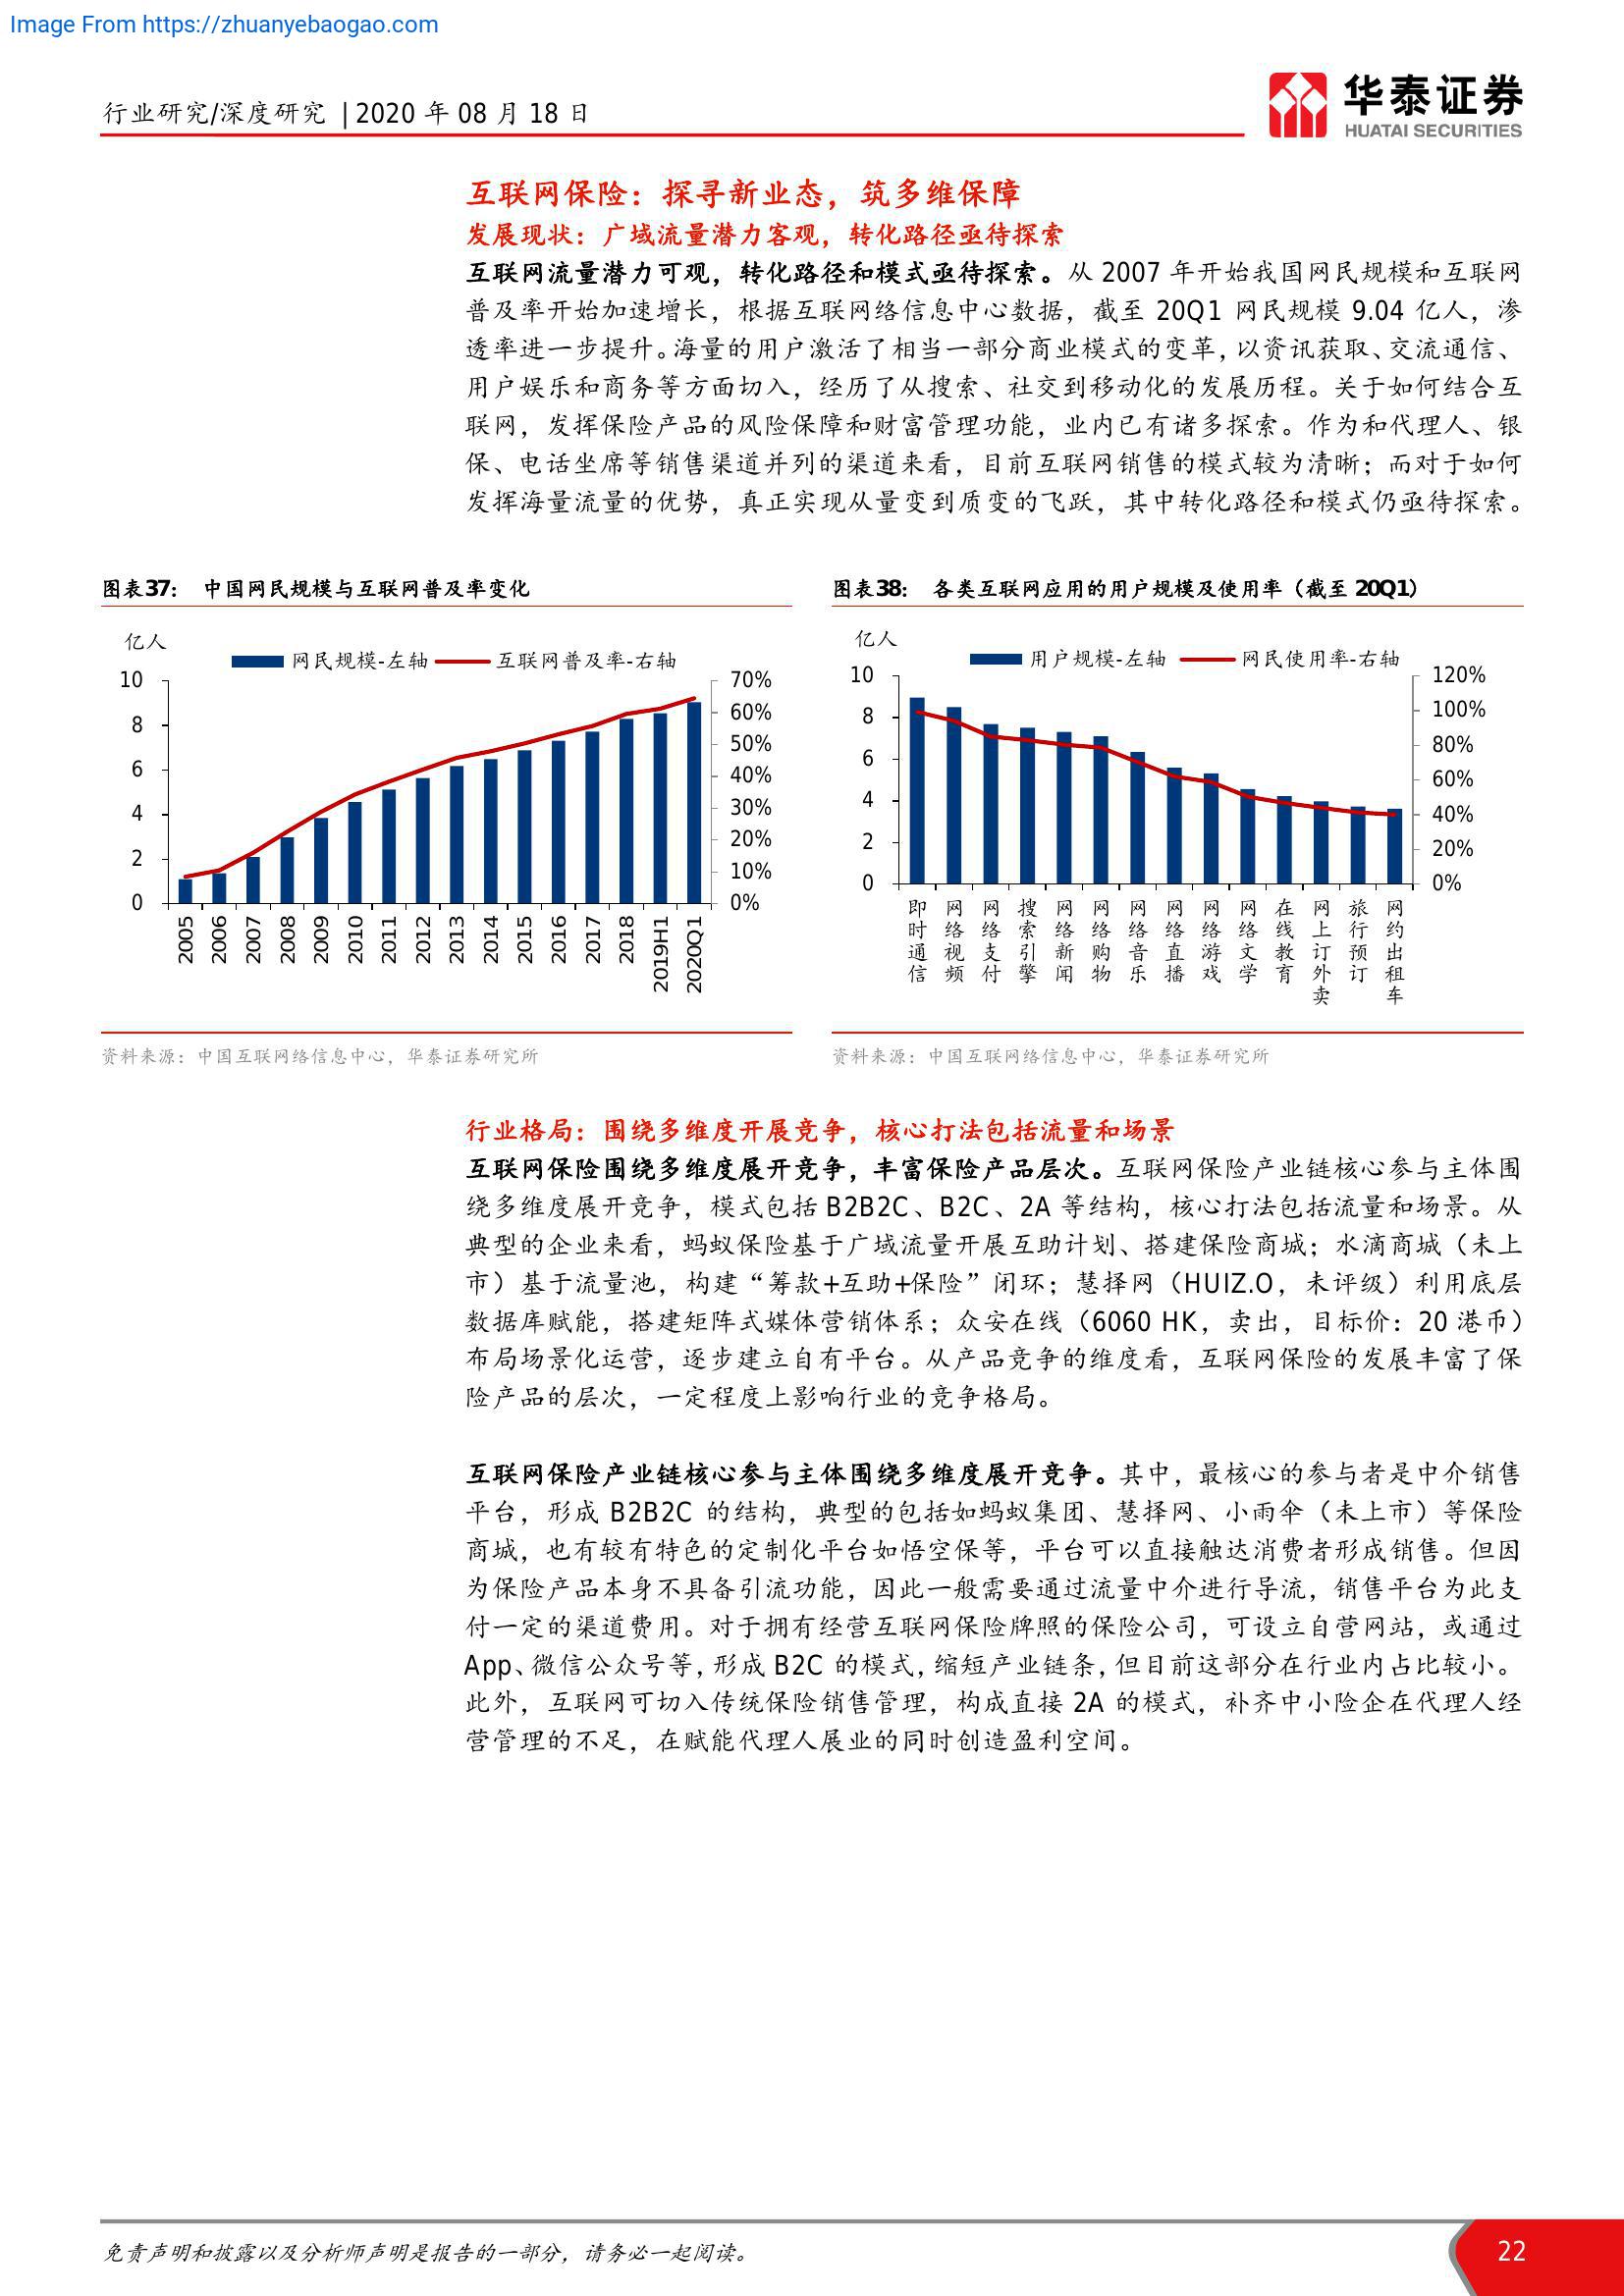 Image From https://zhuanyebaogao.com
行业研究/深度研究 | 2020 年 08 月 18 日
华泰证券
HUATAI SECURITIES
互联网保险：探寻新业态，筑多维保障
发展现状：广域流量潜力客观，转化路径亟待探索
互联网流量潜力可观，转化路径和模式亟待探索。从 2007 年开始我国网民规模和互联网
普及率开始加速增长，根据互联网络信息中心数据，截至 20Q1 网民规模 9.04 亿人，渗
透率进一步提升。海量的用户激活了相当一部分商业模式的变革，以资讯获取、交流通信、
用户娱乐和商务等方面切入，经历了从搜索、社交到移动化的发展历程。关于如何结合互
联网，发挥保险产品的风险保障和财富管理功能，业内已有诸多探索。作为和代理人、银
保、电话坐席等销售渠道并列的渠道来看，目前互联网销售的模式较为清晰；而对于如何
发挥海量流量的优势，真正实现从量变到质变的飞跃，其中转化路径和模式仍亟待探索。
图表37： 中国网民规模与互联网普及率变化
亿人
网民规模-左轴 互联网普及率-右轴
10
8
6
4
2
0
70%
60%
50%
40%
30%
20%
10%
0%
2005
2006
2007
2008
2009
2010
2011
2012
2013
2014
2015
2016
2017
2018
2019H1
2020Q1
资料来源：中国互联网络信息中心，华泰证券研究所
图表38： 各类互联网应用的用户规模及使用率（截至 20Q1）
亿人
用户规模-左轴 网民使用率-右轴
10
8
6
4
2
0
120%
100%
80%
60%
40%
20%
0%
即时通信
网络视频
网络支付
搜索引擎
网络新闻
网络购物
网络音乐
网络直播
网络游戏
网络文学
在线教育
网上订外卖
旅行预订
网约出租车
资料来源：中国互联网络信息中心，华泰证券研究所
行业格局：围绕多维度开展竞争，核心打法包括流量和场景
互联网保险围绕多维度展开竞争，丰富保险产品层次。互联网保险产业链核心参与主体围
绕多维度展开竞争，模式包括 B2B2C、B2C、2A 等结构，核心打法包括流量和场景。从
典型的企业来看，蚂蚁保险基于广域流量开展互助计划、搭建保险商城；水滴商城（未上
市）基于流量池，构建“筹款+互助+保险”闭环；慧择网（HUIZ.O，未评级）利用底层
数据库赋能，搭建矩阵式媒体营销体系；众安在线（6060 HK，卖出，目标价：20 港币）
布局场景化运营，逐步建立自有平台。从产品竞争的维度看，互联网保险的发展丰富了保
险产品的层次，一定程度上影响行业的竞争格局。
互联网保险产业链核心参与主体围绕多维度展开竞争。其中，最核心的参与者是中介销售
平台，形成 B2B2C 的结构，典型的包括如蚂蚁集团、慧择网、小雨伞（未上市）等保险
商城，也有较有特色的定制化平台如悟空保等，平台可以直接触达消费者形成销售。但因
为保险产品本身不具备引流功能，因此一般需要通过流量中介进行导流，销售平台为此支
付一定的渠道费用。对于拥有经营互联网保险牌照的保险公司，可设立自营网站，或通过
App、微信公众号等，形成 B2C 的模式，缩短产业链条，但目前这部分在行业内占比较小。
此外，互联网可切入传统保险销售管理，构成直接 2A 的模式，补齐中小险企在代理人经
营管理的不足，在赋能代理人展业的同时创造盈利空间。
免责声明和披露以及分析师声明是报告的一部分，请务必一起阅读。
22